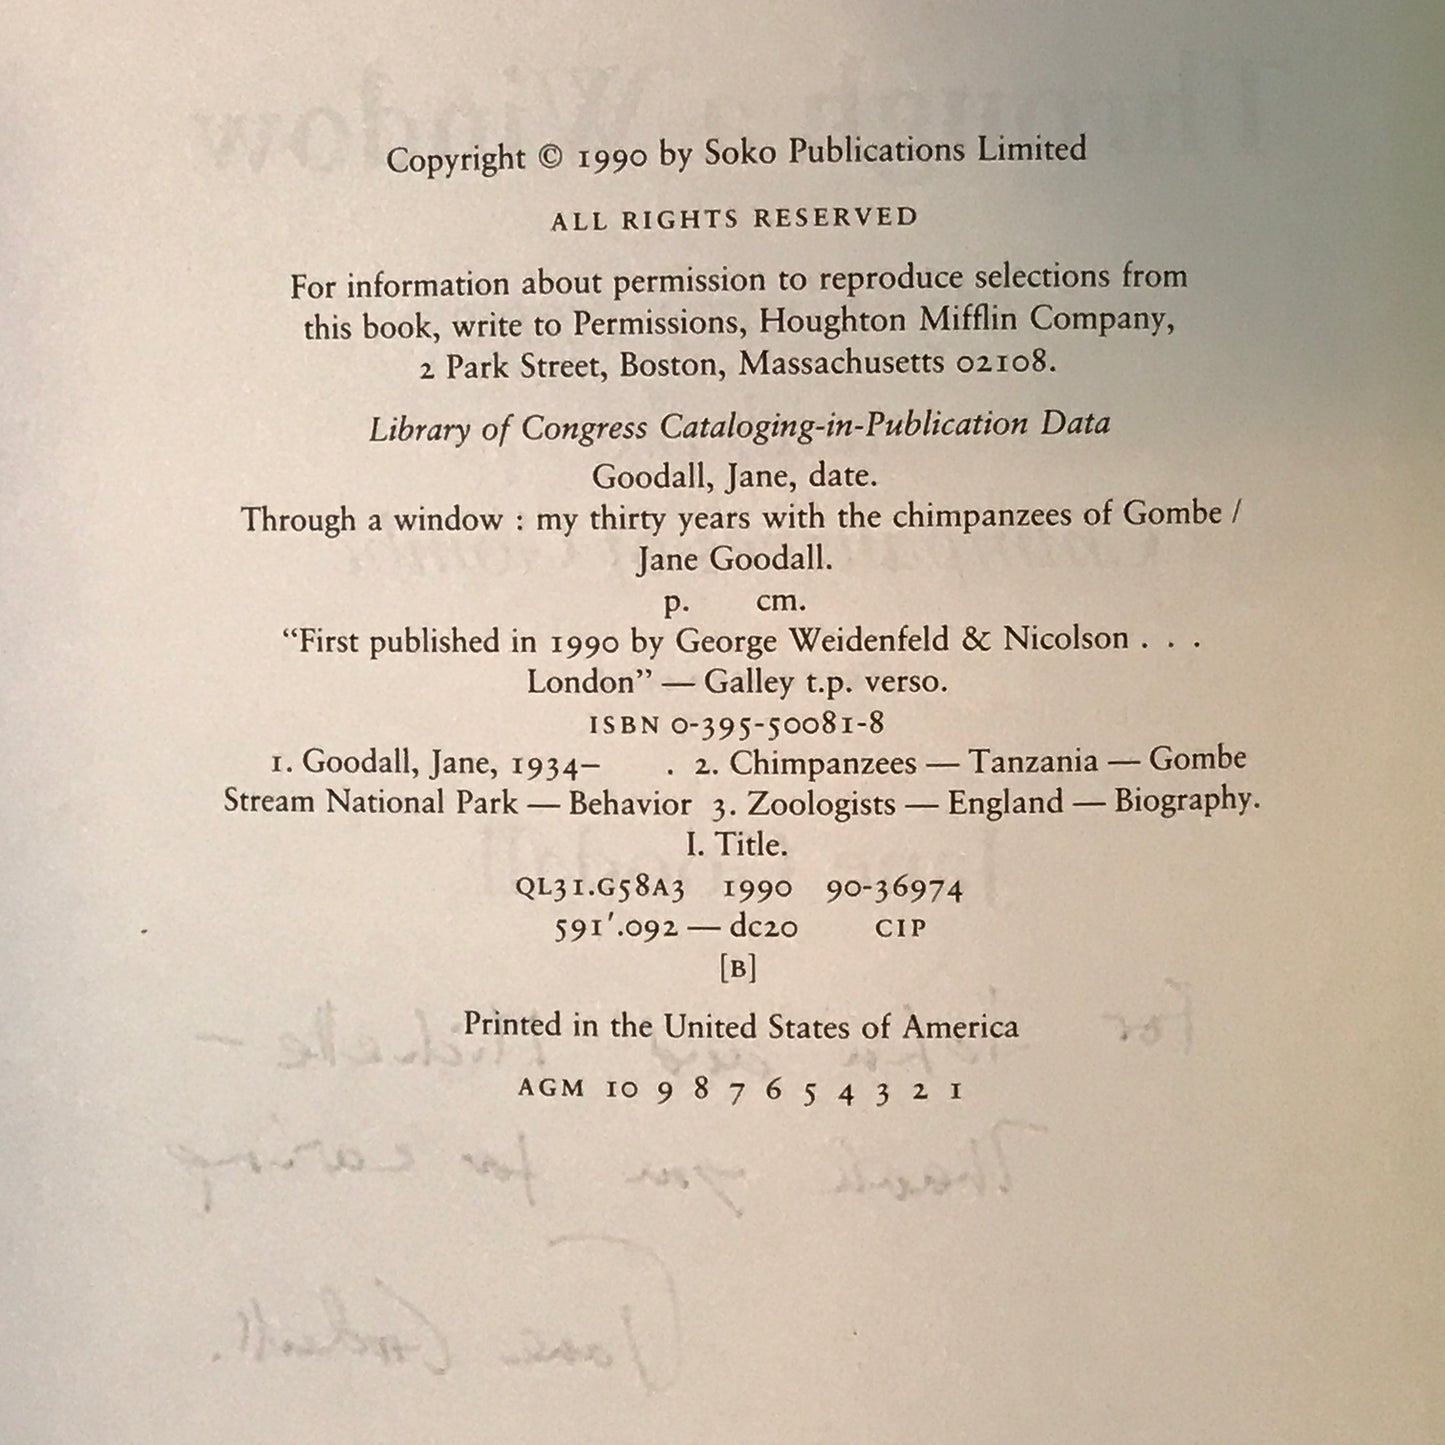 Through a Window
Copyright © 1990 by Soko Publications Limited
ALL RIGHTS RESERVED
For information about permission to reproduce selections from
this book, write to Permissions, Houghton Mifflin Company,
2 Park Street, Boston, Massachusetts 02108.
Library of Congress Cataloging-in-Publication Data
Goodall, Jane, date.
Through a window : my thirty years with the chimpanzees of Gombe /
Jane Goodall.
p. cm.
“First published in 1990 by George Weidenfeld & Nicolson . . .
London” — Galley t.p. verso.
ISBN 0-395-50081-8
1. Goodall, Jane, 1934– . 2. Chimpanzees — Tanzania — Gombe
Stream National Park — Behavior 3. Zoologists — England — Biography.
I. Title.
QL31.G58A3 1990 90-36974
591′.092 — dc20 CIP
[B]
Printed in the United States of America
AGM 10 9 8 7 6 5 4 3 2 1
For Michelle —
Thank you for caring
Jane Goodall.